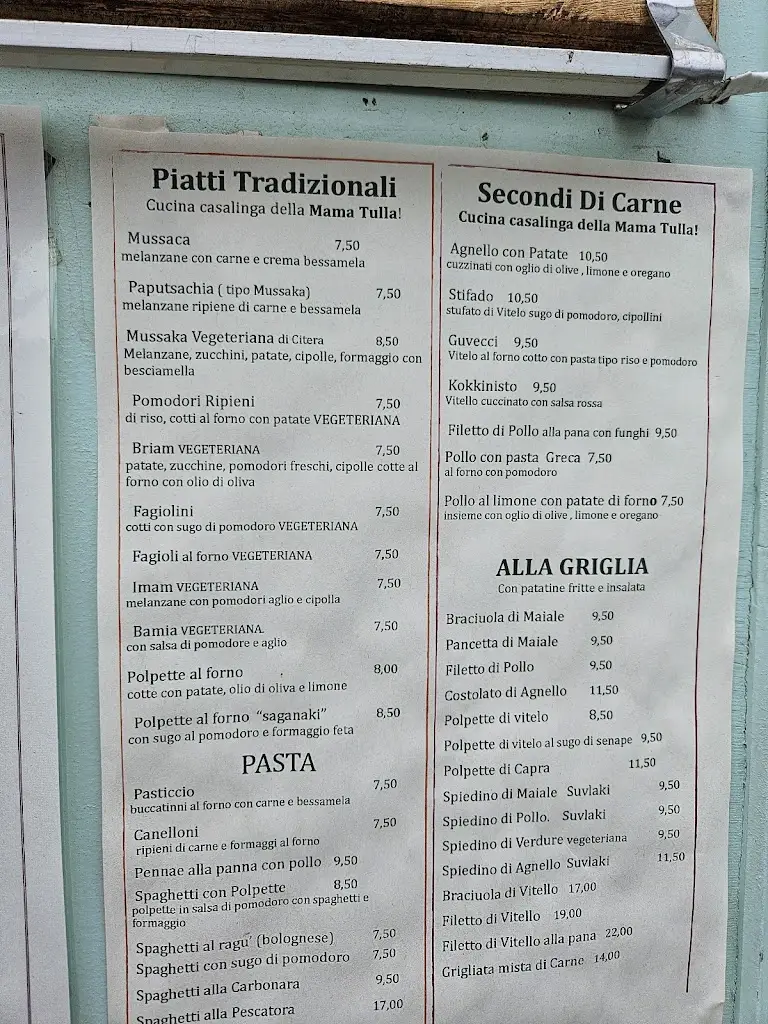 Piatti Tradizionali
Cucina casalinga della Mama Tulla!
Mussaca 7,50
melanzane con carne e crema bessamela
Paputsachia ( tipo Mussaka) 7,50
melanzane ripiene di carne e bessamela
Mussaka Vegeteriana di Citera 8,50
Melanzane, zucchini, patate, cipolle, formaggio con
besciamella
Pomodori Ripieni 7,50
di riso, cotti al forno con patate VEGETERIANA
Briam VEGETERIANA 7,50
patate, zucchine, pomodori freschi, cipolle cotte al
forno con olio di oliva
Fagiolini 7,50
cotti con sugo di pomodoro VEGETERIANA
Fagioli al forno VEGETERIANA 7,50
Imam VEGETERIANA 7,50
melanzane con pomodori aglio e cipolla
Bamia VEGETERIANA. 7,50
con salsa di pomodore e aglio
Polpette al forno 8,00
cotte con patate, olio di oliva e limone
Polpette al forno “saganaki” 8,50
con sugo al pomodoro e formaggio feta
PASTA
Pasticcio 7,50
buccatinni al forno con carne e bessamela
Canelloni 7,50
ripieni di carne e formaggi al forno
Pennae alla panna con pollo 9,50
Spaghetti con Polpette 8,50
polpette in salsa di pomodoro con spaghetti e
formaggio
Spaghetti al ragu’ (bolognese) 7,50
Spaghetti con sugo di pomodoro 7,50
Spaghetti alla Carbonara 9,50
Spaghetti alla Pescatora 17,00
Secondi Di Carne
Cucina casalinga della Mama Tulla!
Agnello con Patate 10,50
cuzzinati con oglio di olive , limone e oregano
Stifado 10,50
stufato di Vitelo sugo di pomodoro, cipollini
Guvecci 9,50
Vitelo al forno cotto con pasta tipo riso e pomodoro
Kokkinisto 9,50
Vitello cuccinato con salsa rossa
Filetto di Pollo alla pana con funghi 9,50
Pollo con pasta Greca 7,50
al forno con pomodoro
Pollo al limone con patate di forno 7,50
insieme con oglio di olive , limone e oregano
ALLA GRIGLIA
Con patatine fritte e insalata
Braciuola di Maiale 9,50
Pancetta di Maiale 9,50
Filetto di Pollo 9,50
Costolato di Agnello 11,50
Polpette di vitelo 8,50
Polpette di vitelo al sugo di senape 9,50
Polpette di Capra 11,50
Spiedino di Maiale Suvlaki 9,50
Spiedino di Pollo. Suvlaki 9,50
Spiedino di Verdure vegeteriana 9,50
Spiedino di Agnello Suvlaki 11,50
Braciuola di Vitello 17,00
Filetto di Vitello 19,00
Filetto di Vitello alla pana 22,00
Grigliata mista di Carne 14,00